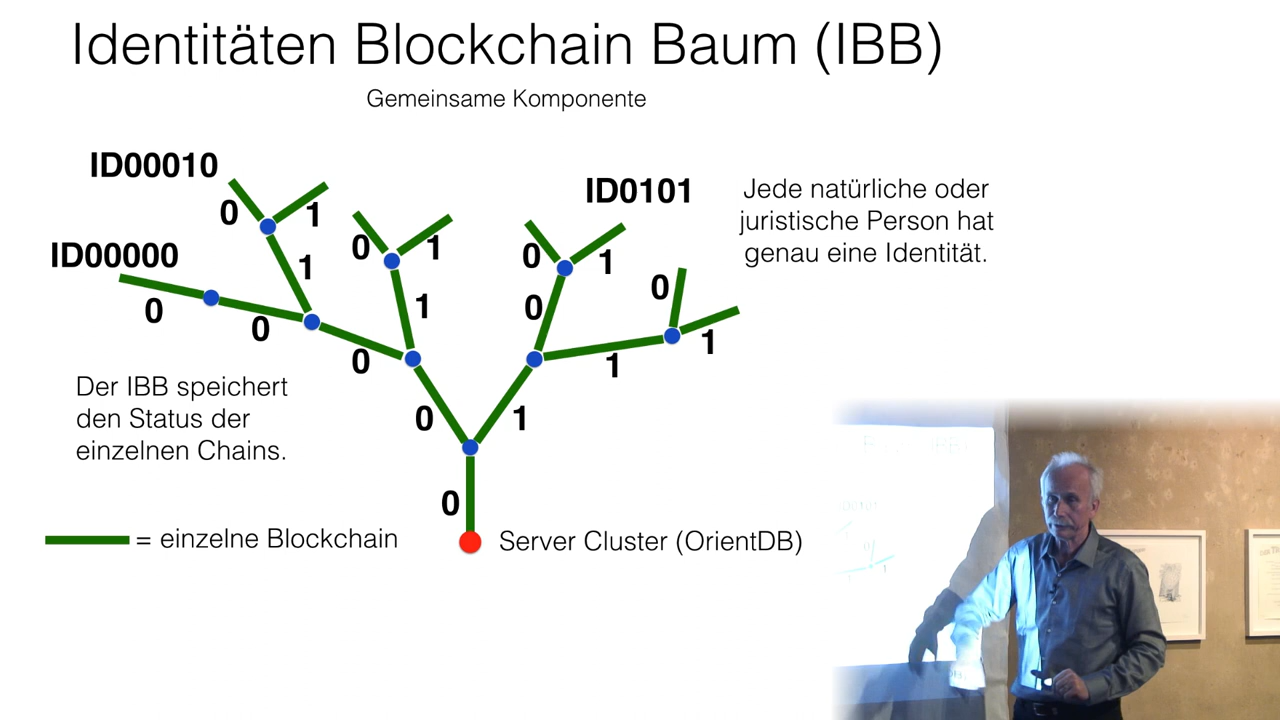 Identitäten Blockchain Baum (IBB)
Gemeinsame Komponente
ID00010
ID0101
Jede natürliche oder
juristische Person hat
genau eine Identität.
0
1
0
1
0
1
ID00000
0
0
1
1
0
0
0
1
1
0
Der IBB speichert
den Status der
einzelnen Chains.
0
1
0
= einzelne Blockchain
Server Cluster (OrientDB)